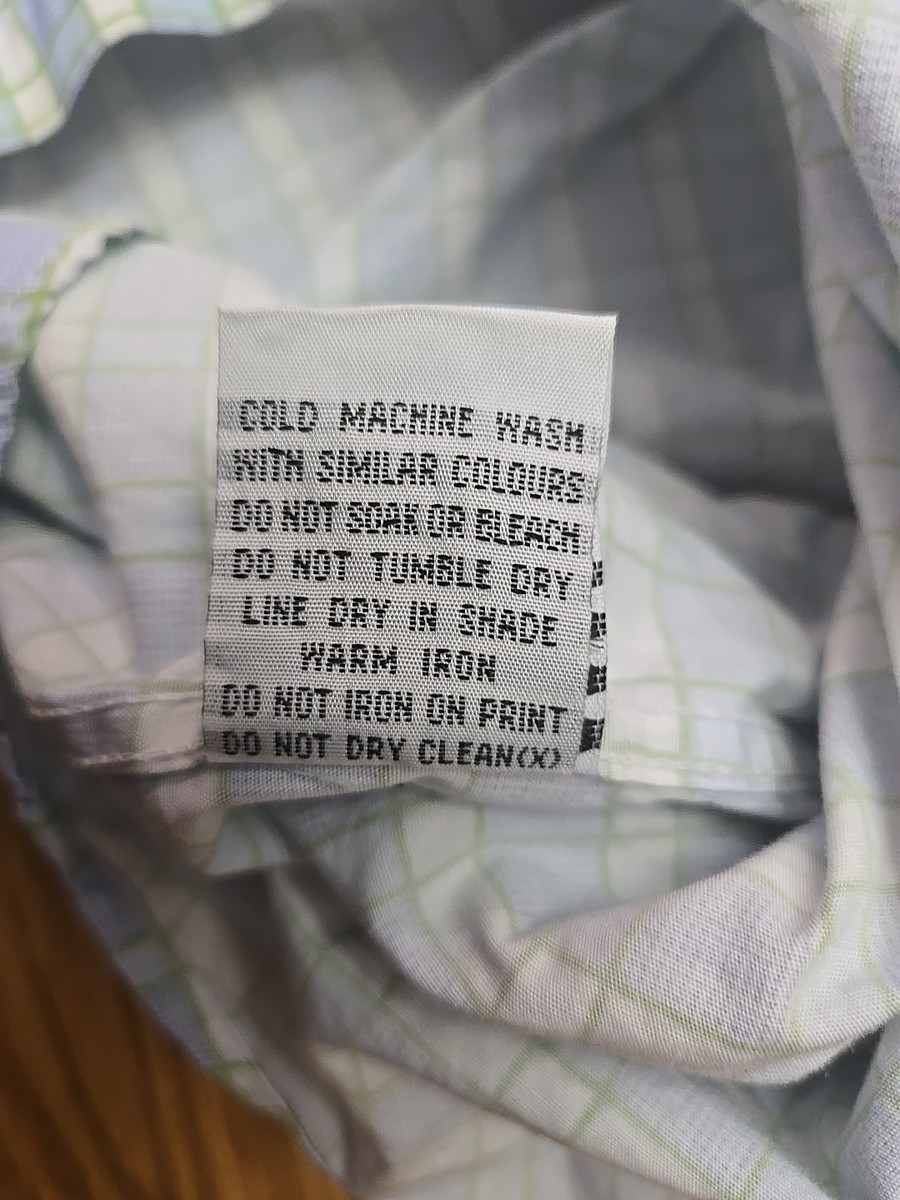 COLD MACHINE WASH
WITH SIMILAR COLOURS
DO NOT SOAK OR BLEACH
DO NOT TUMBLE DRY
LINE DRY IN SHADE
WARM IRON
DO NOT IRON ON PRINT
DO NOT DRY CLEAN(X)